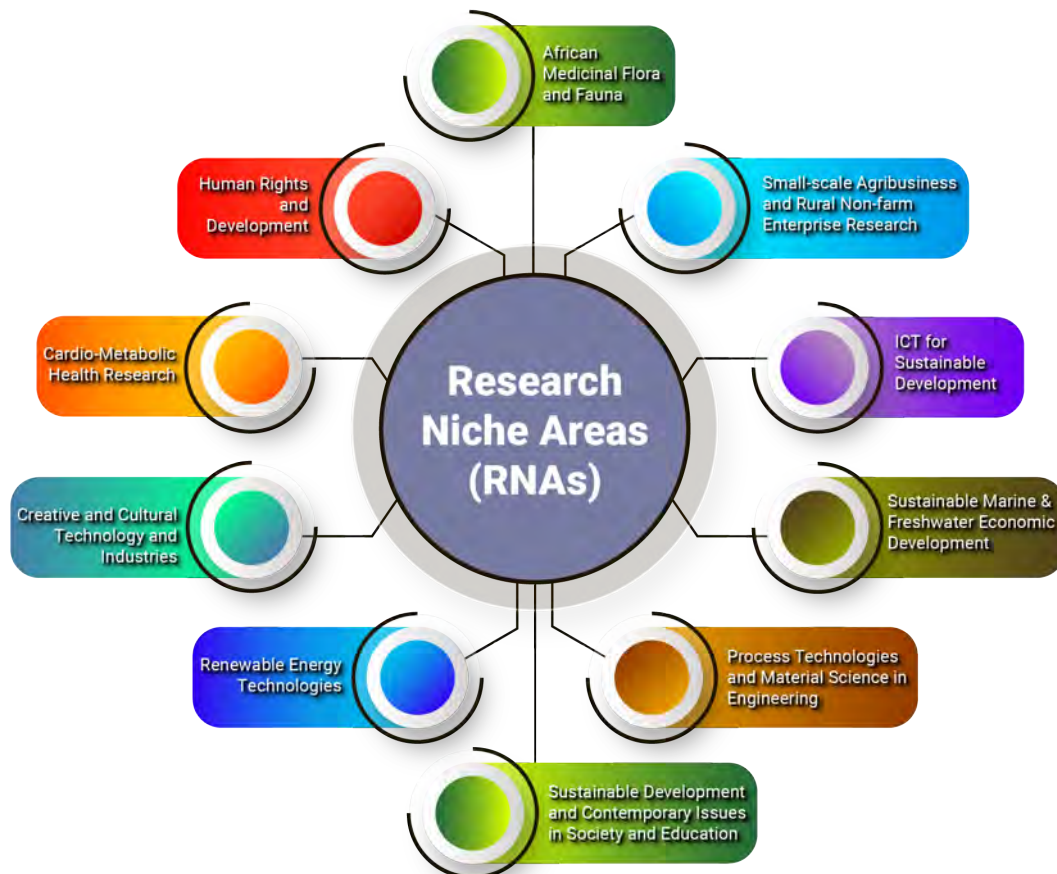 African
Medicinal Flora
and Fauna
Human Rights
and
Development
Small-scale Agribusiness
and Rural Non-farm
Enterprise Research
Cardio-Metabolic
Health Research
ICT for
Sustainable
Development
Research
Niche Areas
(RNAs)
Creative and Cultural
Technology and
Industries
Sustainable Marine &
Freshwater Economic
Development
Renewable Energy
Technologies
Process Technologies
and Material Science in
Engineering
Sustainable Development
and Contemporary Issues
in Society and Education